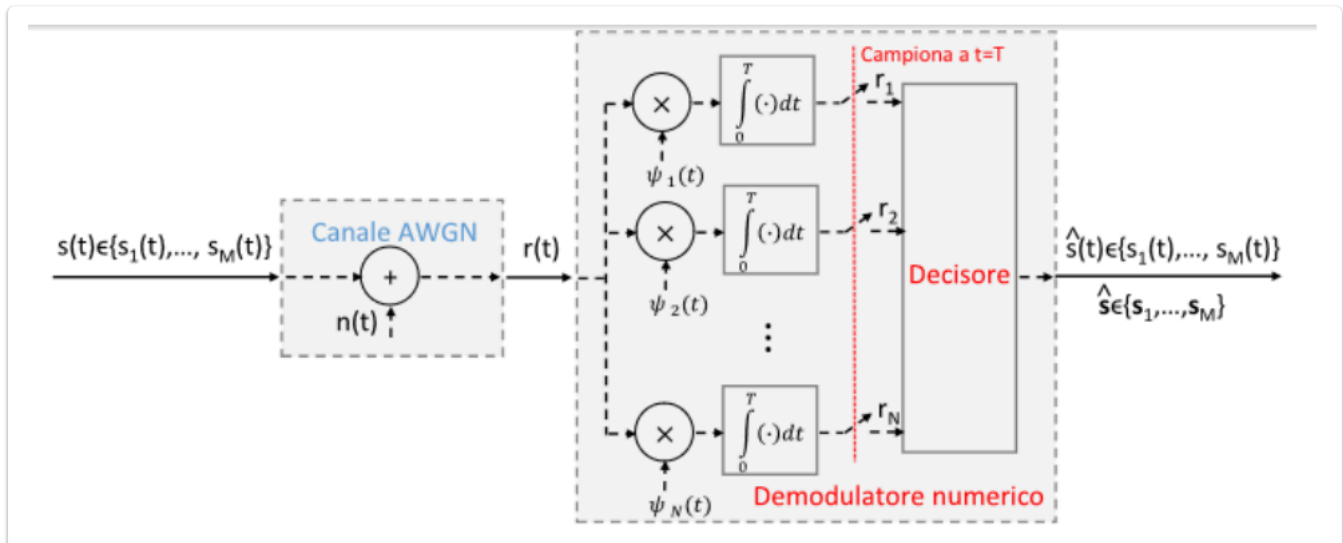 Campiona a t=T
T
∫(·)dt
0
r1
×
ψ1(t)
T
∫(·)dt
0
r2
×
ψ2(t)
Canale AWGN
s(t)ϵ{s1(t),..., sM(t)}
r(t)
+
n(t)
Decisore
ŝ(t)ϵ{s1(t),..., sM(t)}
ŝϵ{s1,...,sM}
⋮
T
∫(·)dt
0
rN
×
ψN(t)
Demodulatore numerico